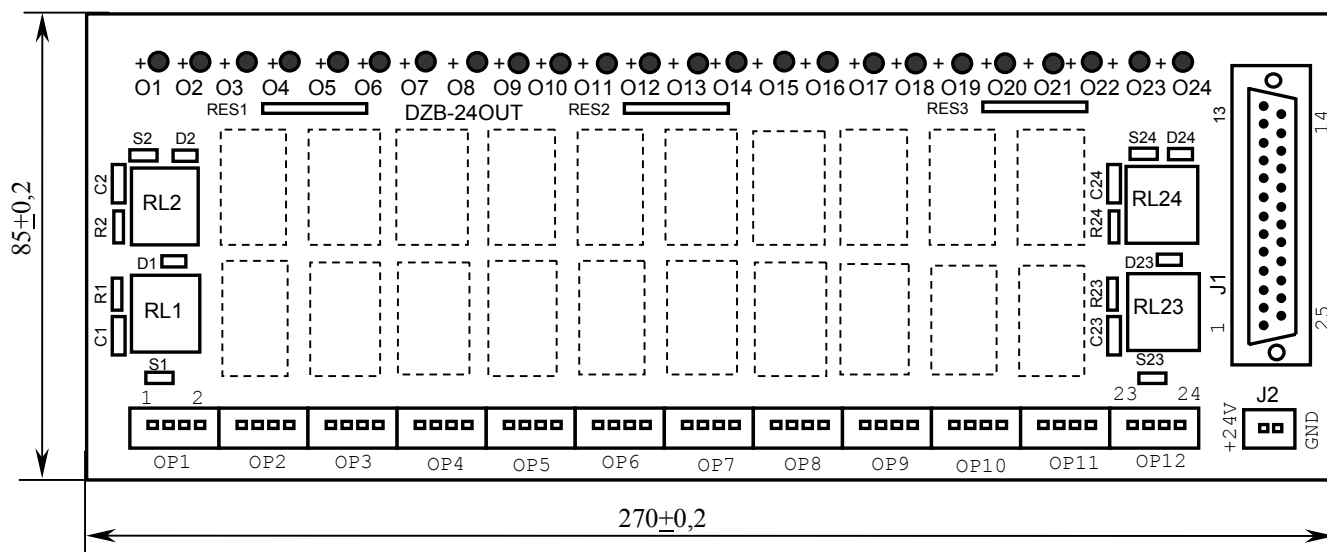 + + + + + + + + + + + + + + + + + + + + + + + +
O1 O2 O3 O4 O5 O6 O7 O8 O9 O10 O11 O12 O13 O14 O15 O16 O17 O18 O19 O20 O21 O22 O23 O24
RES1 DZB-24OUT RES2 RES3
13 14
S2 D2 S24 D24
C2 RL2 C24 RL24
R2 R24
85±0,2
D1 D23
R1 RL1 R23 RL23 J1
C1 C23 1 25
S1 S23
1 2 23 24 J2
+24V GND
OP1 OP2 OP3 OP4 OP5 OP6 OP7 OP8 OP9 OP10 OP11 OP12
270±0,2